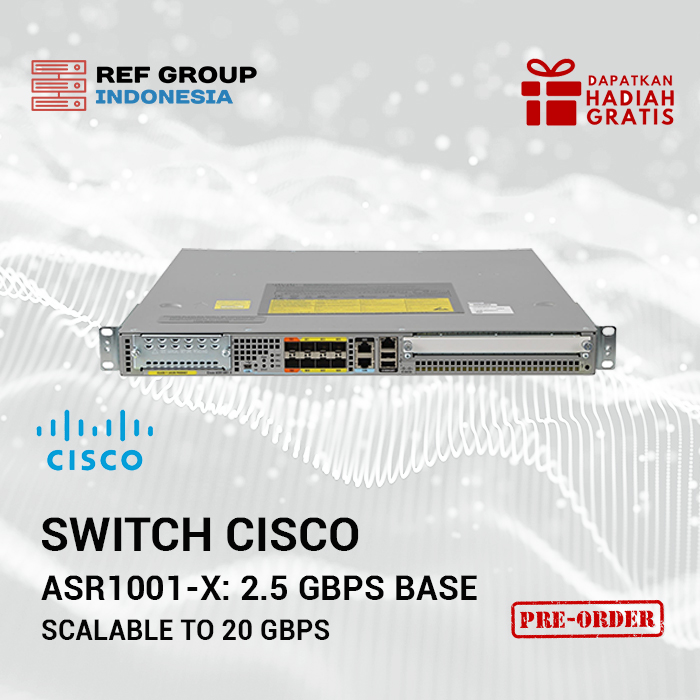 REF GROUP
INDONESIA
DAPATKAN
HADIAH
GRATIS
CISCO
SWITCH CISCO
ASR1001-X: 2.5 GBPS BASE
SCALABLE TO 20 GBPS
PRE-ORDER